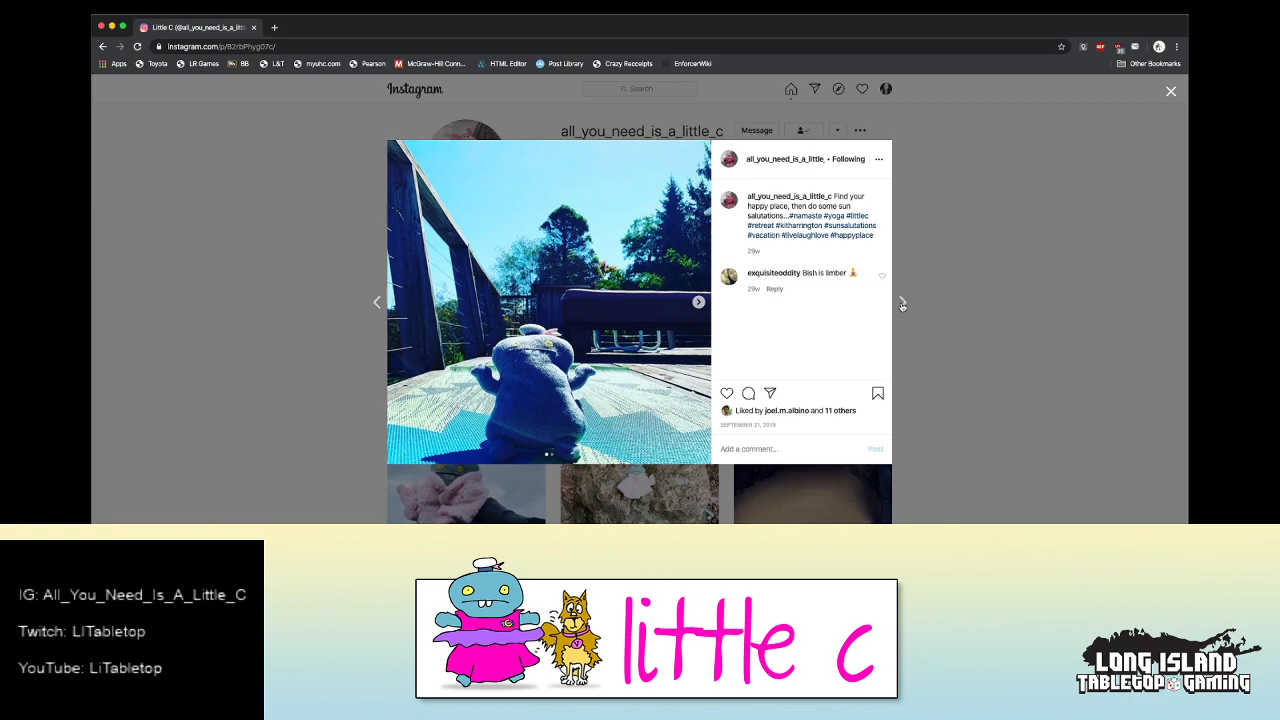 Little C (@all_you_need_is_a_littl
instagram.com/p/B2rbPhyg07c/
Apps Toyota LR Games BB L&T myuhc.com Pearson McGraw-Hill Conn... HTML Editor Post Library Crazy Recceipts EnforcerWiki Other Bookmarks
Instagram Search
all_you_need_is_a_little_c Message
all_you_need_is_a_little_ • Following
all_you_need_is_a_little_c Find your
happy place, then do some sun
salutations...#namaste #yoga #littlec
#retreat #kitharrington #sunsalutations
#vacation #livelaughlove #happyplace
29w
exquisiteoddity Bish is limber
29w Reply
Liked by joel.m.albino and 11 others
SEPTEMBER 21, 2019
Add a comment... Post
IG: All_You_Need_Is_A_Little_C
Twitch: LITabletop
YouTube: LiTabletop
little c
LONG ISLAND
TABLETOP GAMING